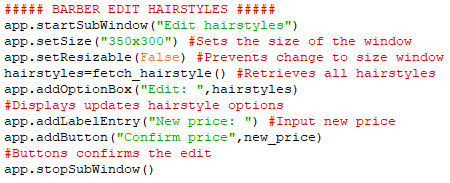 ##### BARBER EDIT HAIRSTYLES #####
app.startSubWindow("Edit hairstyles")
app.setSize("350x300") #Sets the size of the window
app.setResizable(False) #Prevents change to size window
hairstyles=fetch_hairstyle() #Retrieves all hairstyles
app.addOptionBox("Edit: ",hairstyles)
#Displays updates hairstyle options
app.addLabelEntry("New price: ") #Input new price
app.addButton("Confirm price",new_price)
#Buttons confirms the edit
app.stopSubWindow()